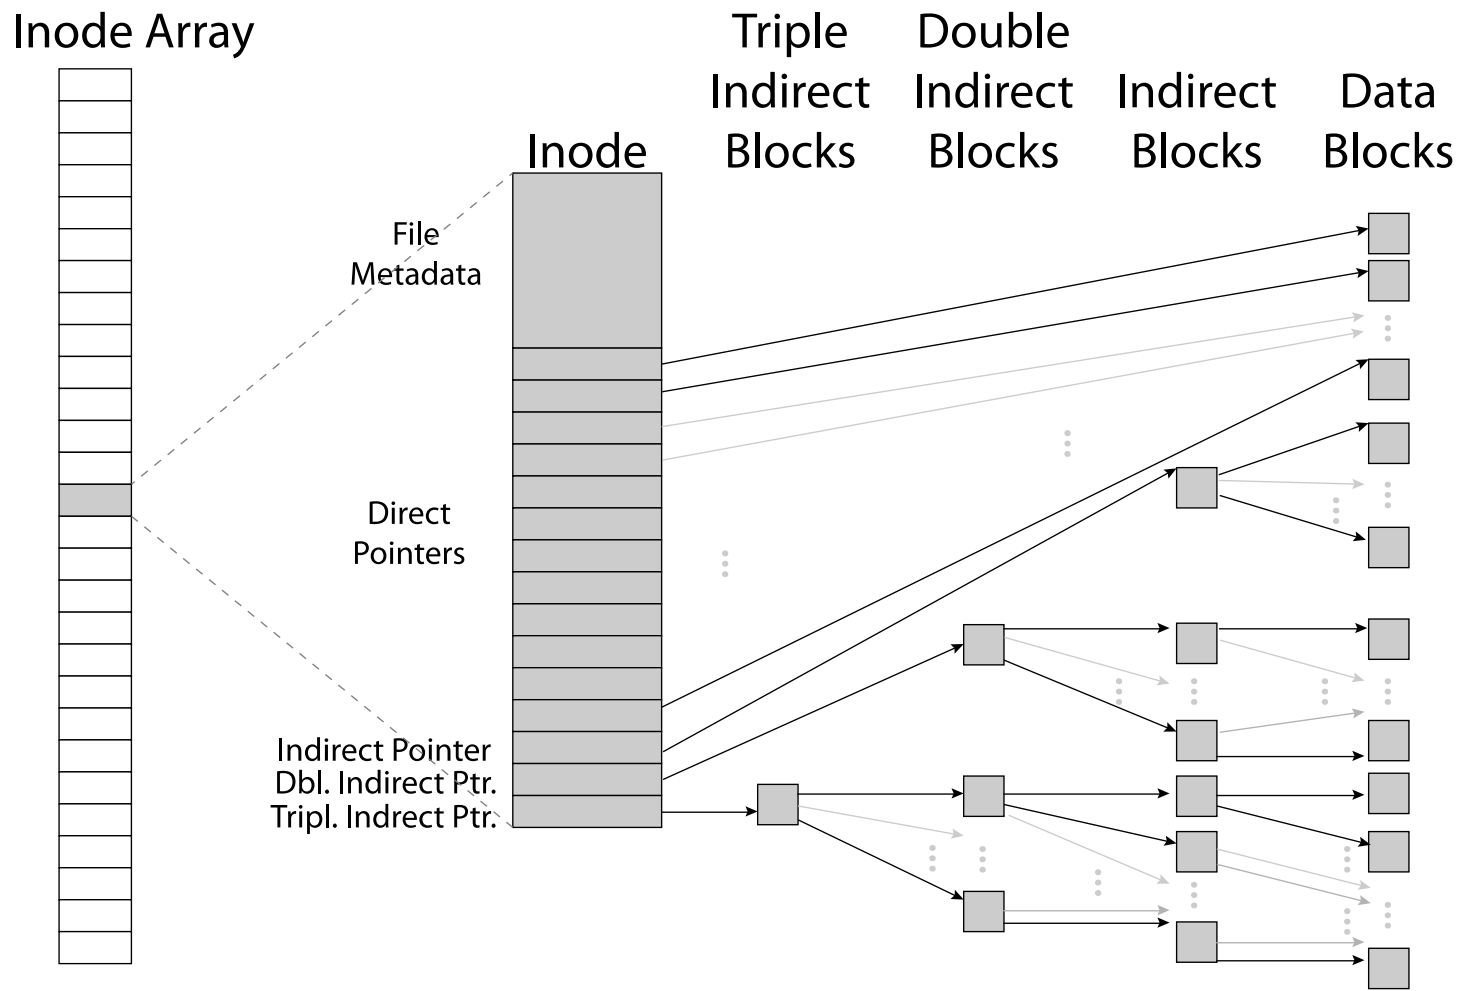 Inode Array
Triple
Indirect
Blocks
Double
Indirect
Blocks
Indirect
Blocks
Data
Blocks
Inode
File
Metadata
Direct
Pointers
Indirect Pointer
Dbl. Indirect Ptr.
Tripl. Indrect Ptr.